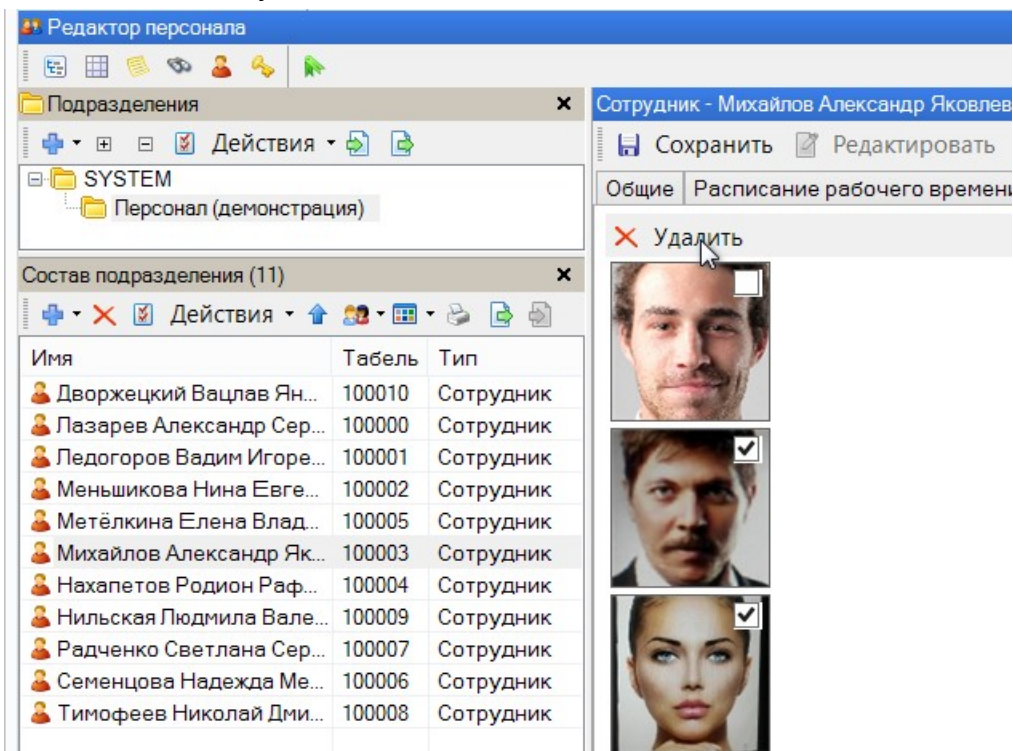 Редактор персонала
Подразделения
Действия
SYSTEM
Персонал (демонстрация)
Состав подразделения (11)
Действия
Имя Табель Тип
Дворжецкий Вацлав Ян... 100010 Сотрудник
Лазарев Александр Сер... 100000 Сотрудник
Ледогоров Вадим Игоре... 100001 Сотрудник
Меньшикова Нина Евге... 100002 Сотрудник
Метёлкина Елена Влад... 100005 Сотрудник
Михайлов Александр Як... 100003 Сотрудник
Нахапетов Родион Раф... 100004 Сотрудник
Нильская Людмила Вале... 100009 Сотрудник
Радченко Светлана Сер... 100007 Сотрудник
Семенцова Надежда Ме... 100006 Сотрудник
Тимофеев Николай Дми... 100008 Сотрудник
Сотрудник - Михайлов Александр Яковлев
Сохранить Редактировать
Общие Расписание рабочего времени
Удалить